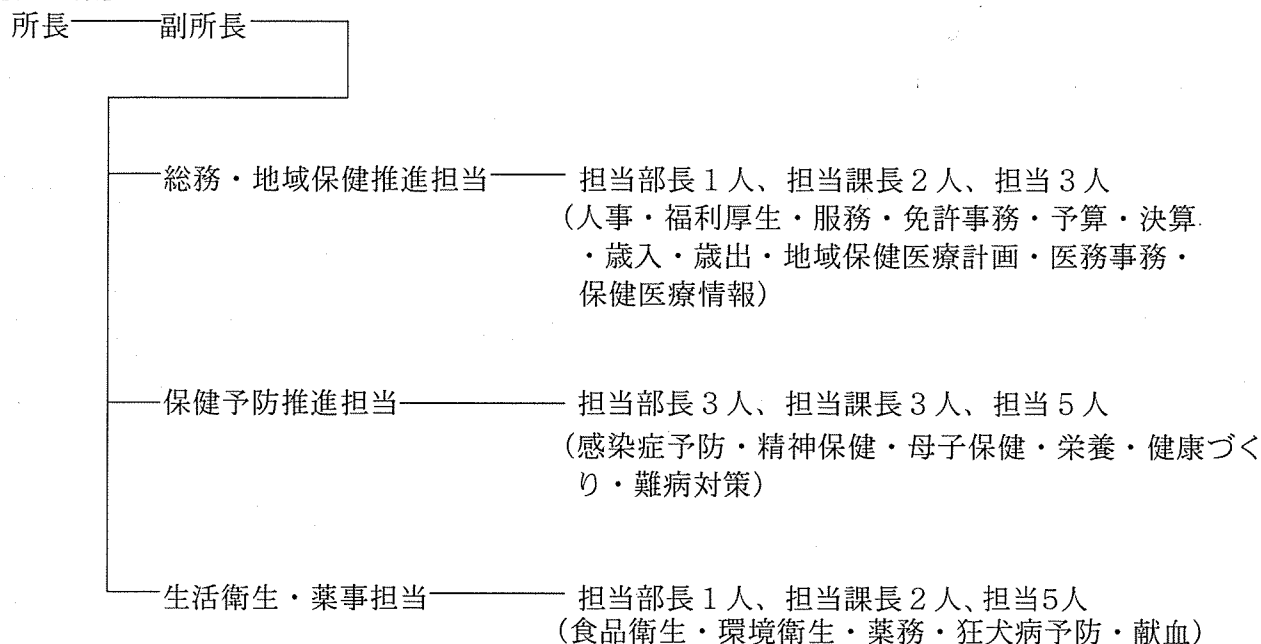 所長 副所長
総務・地域保健推進担当 担当部長１人、担当課長２人、担当３人
（人事・福利厚生・服務・免許事務・予算・決算
・歳入・歳出・地域保健医療計画・医務事務・
保健医療情報）
保健予防推進担当 担当部長３人、担当課長３人、担当５人
（感染症予防・精神保健・母子保健・栄養・健康づく
り・難病対策）
生活衛生・薬事担当 担当部長１人、担当課長２人、担当5人
（食品衛生・環境衛生・薬務・狂犬病予防・献血）